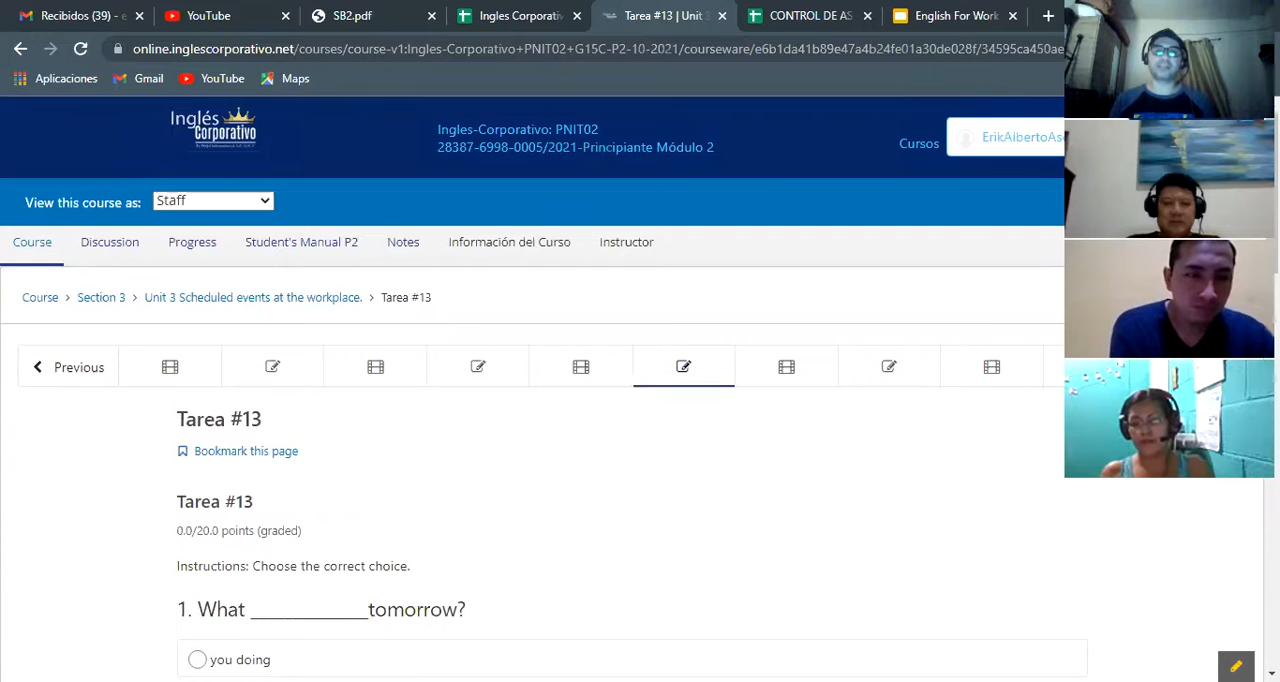 Recibidos (39) - e
YouTube
SB2.pdf
Ingles Corporativ
Tarea #13 | Unit
CONTROL DE AS
English For Work
online.inglescorporativo.net/courses/course-v1:Ingles-Corporativo+PNIT02+G15C-P2-10-2021/courseware/e6b1da41b89e47a4b24fe01a30de028f/34595ca450ae
Aplicaciones
Gmail
YouTube
Maps
Inglés
Corporativo
Ingles-Corporativo: PNIT02
28387-6998-0005/2021-Principiante Módulo 2
Cursos
ErikAlbertoAs
View this course as:
Staff
Course
Discussion
Progress
Student's Manual P2
Notes
Información del Curso
Instructor
Course > Section 3 > Unit 3 Scheduled events at the workplace. > Tarea #13
Previous
Tarea #13
Bookmark this page
Tarea #13
0.0/20.0 points (graded)
Instructions: Choose the correct choice.
1. What ______________tomorrow?
you doing